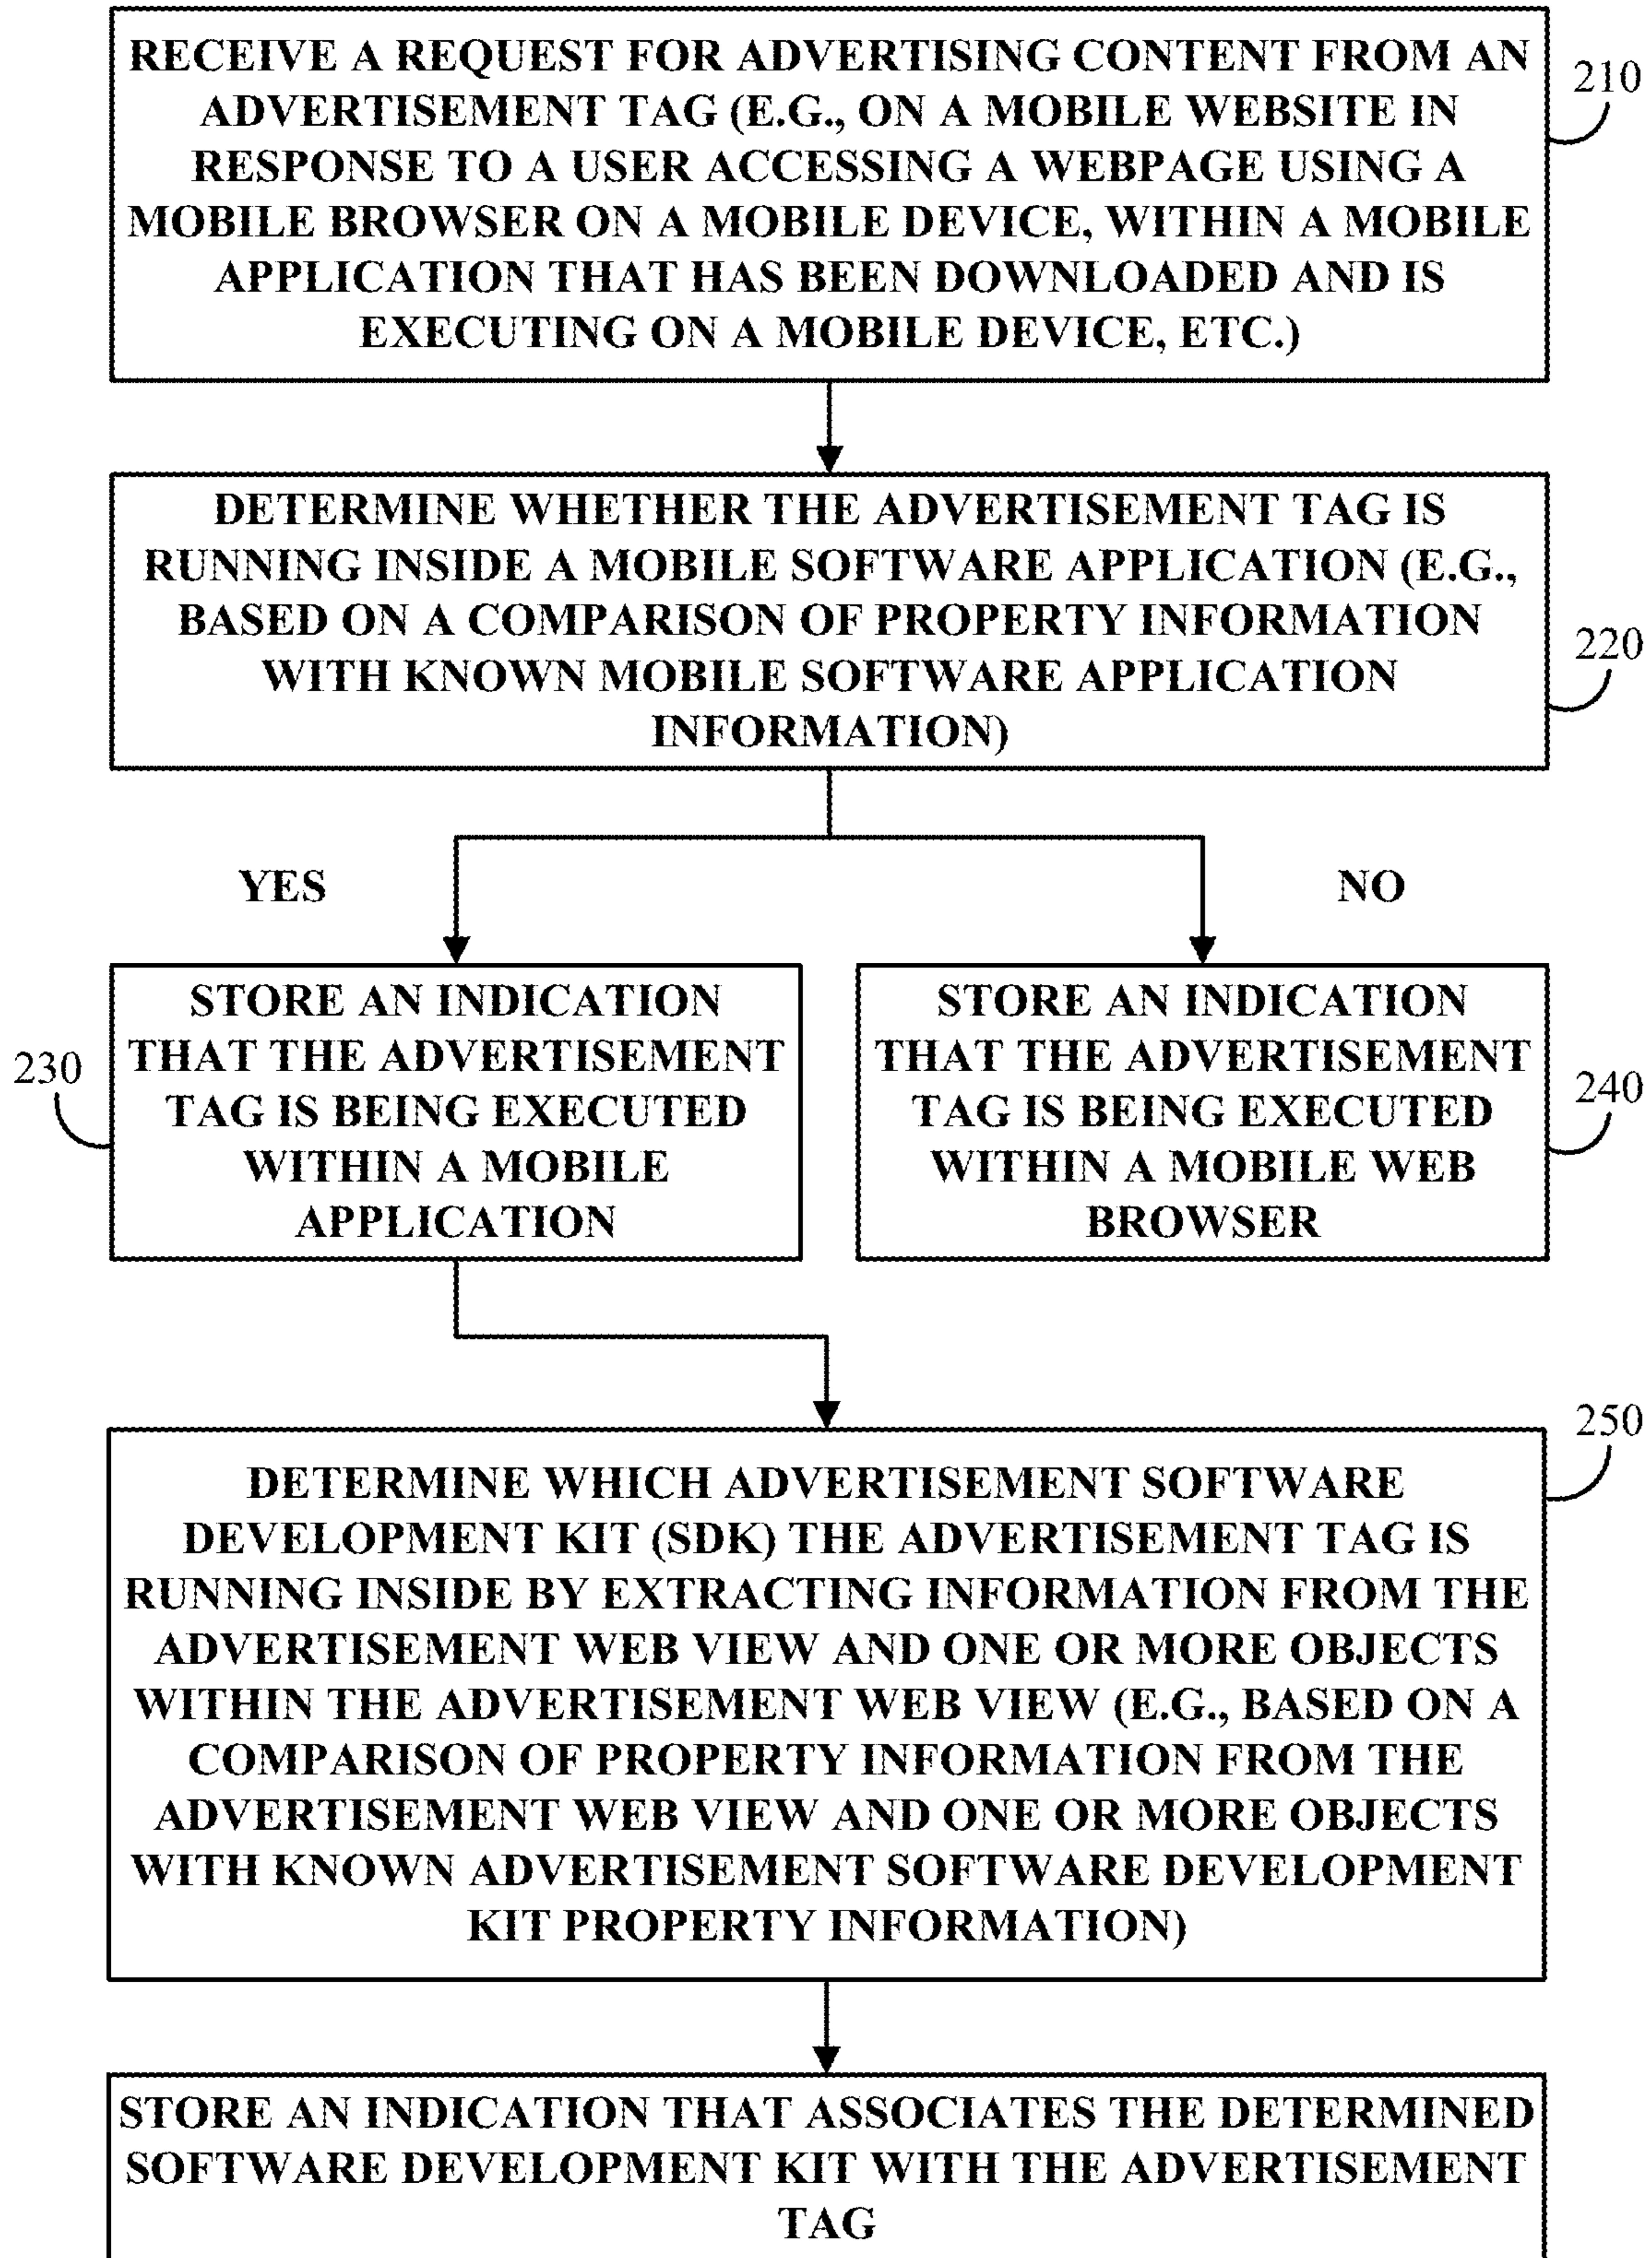 RECEIVE A REQUEST FOR ADVERTISING CONTENT FROM AN
ADVERTISEMENT TAG (E.G., ON A MOBILE WEBSITE IN
RESPONSE TO A USER ACCESSING A WEBPAGE USING A
MOBILE BROWSER ON A MOBILE DEVICE, WITHIN A MOBILE
APPLICATION THAT HAS BEEN DOWNLOADED AND IS
EXECUTING ON A MOBILE DEVICE, ETC.)
210
DETERMINE WHETHER THE ADVERTISEMENT TAG IS
RUNNING INSIDE A MOBILE SOFTWARE APPLICATION (E.G.,
BASED ON A COMPARISON OF PROPERTY INFORMATION
WITH KNOWN MOBILE SOFTWARE APPLICATION
INFORMATION)
220
YES
NO
STORE AN INDICATION
THAT THE ADVERTISEMENT
TAG IS BEING EXECUTED
WITHIN A MOBILE
APPLICATION
230
STORE AN INDICATION
THAT THE ADVERTISEMENT
TAG IS BEING EXECUTED
WITHIN A MOBILE WEB
BROWSER
240
DETERMINE WHICH ADVERTISEMENT SOFTWARE
DEVELOPMENT KIT (SDK) THE ADVERTISEMENT TAG IS
RUNNING INSIDE BY EXTRACTING INFORMATION FROM THE
ADVERTISEMENT WEB VIEW AND ONE OR MORE OBJECTS
WITHIN THE ADVERTISEMENT WEB VIEW (E.G., BASED ON A
COMPARISON OF PROPERTY INFORMATION FROM THE
ADVERTISEMENT WEB VIEW AND ONE OR MORE OBJECTS
WITH KNOWN ADVERTISEMENT SOFTWARE DEVELOPMENT
KIT PROPERTY INFORMATION)
250
STORE AN INDICATION THAT ASSOCIATES THE DETERMINED
SOFTWARE DEVELOPMENT KIT WITH THE ADVERTISEMENT
TAG